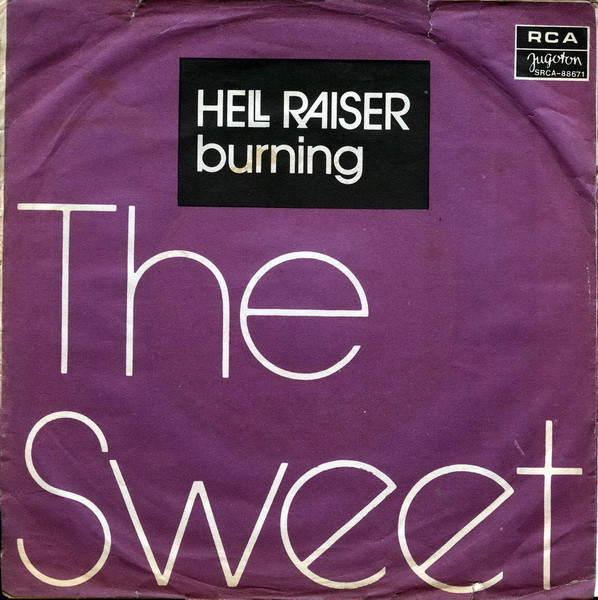 RCA
Jugoton
SRCA-88671
HELL RAISER
burning
The
Sweet